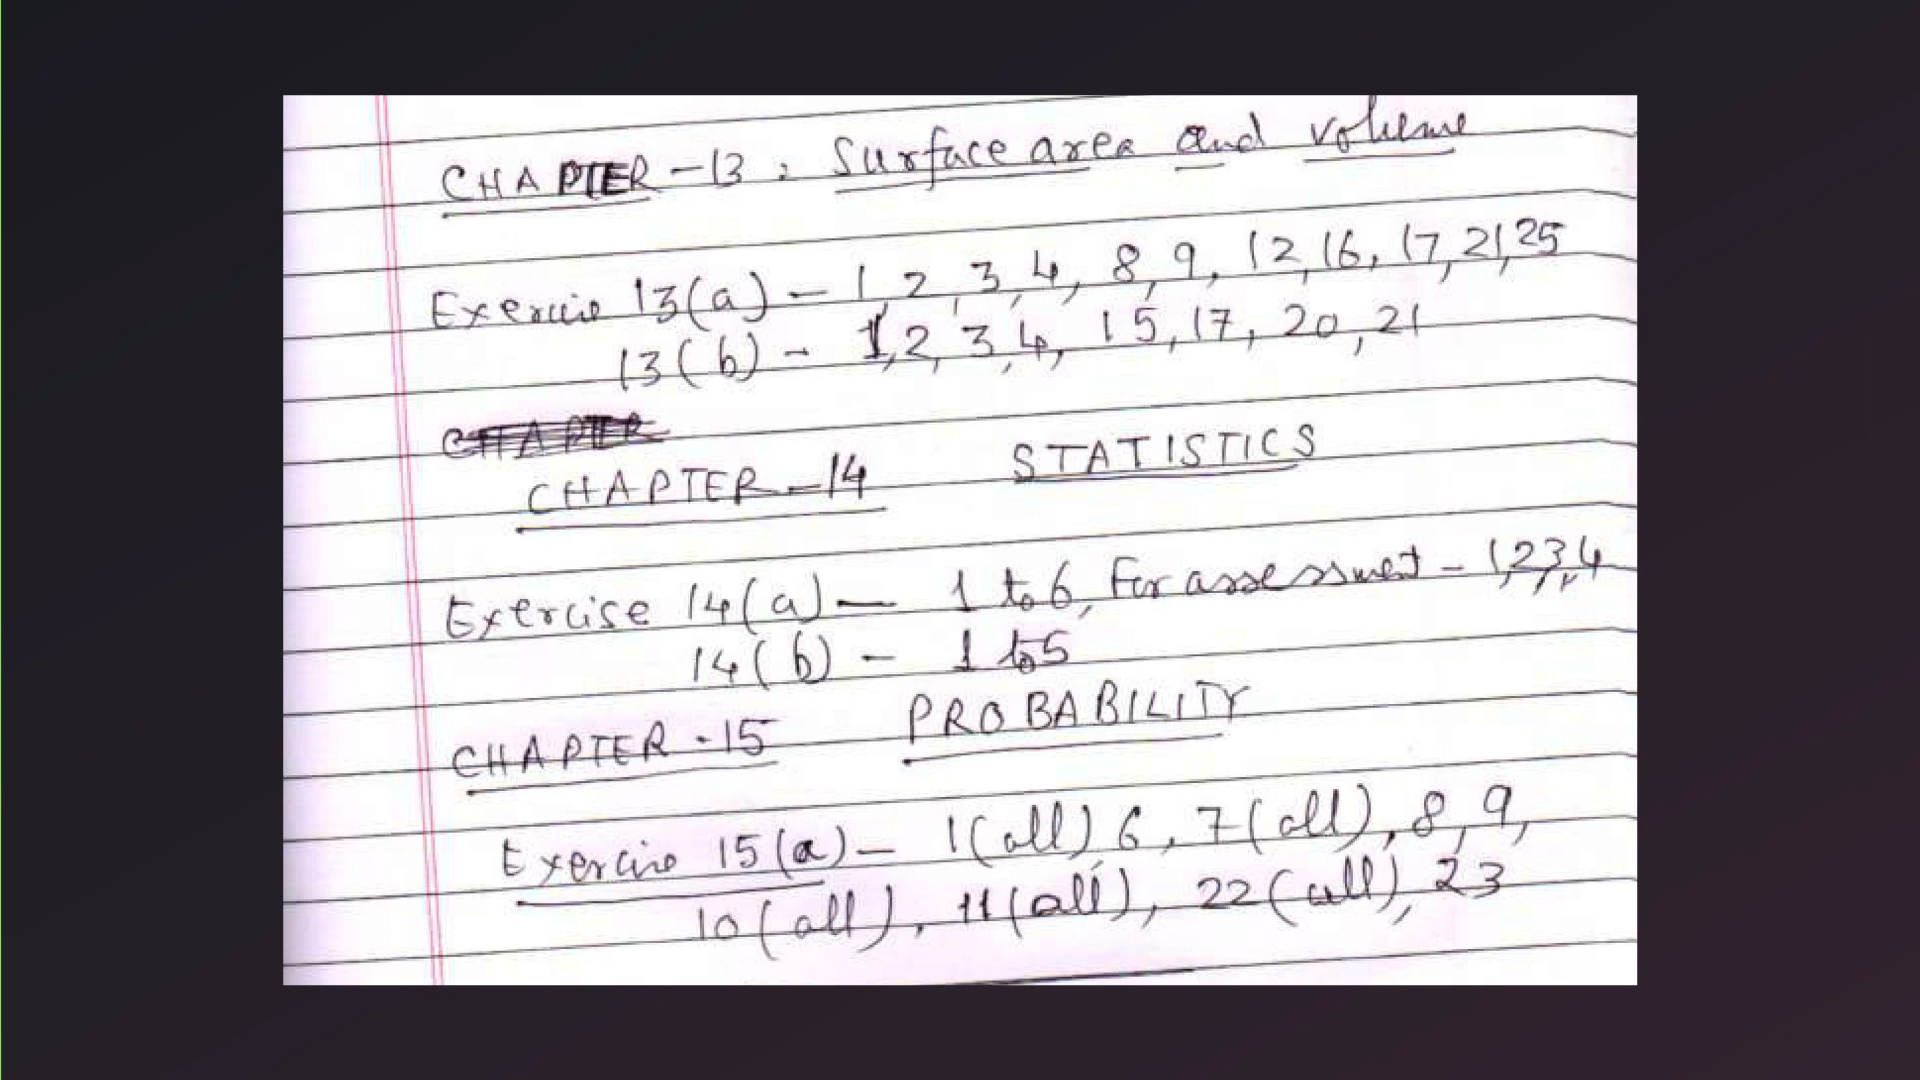 CHAPTER -13 : Surface area and volume
Exercise 13(a) - 1, 2, 3, 4, 8, 9, 12, 16, 17, 21, 25
13(b) - 1, 2, 3, 4, 15, 17, 20, 21
CHAPTER
CHAPTER - 14 STATISTICS
Exercise 14(a) - 1 to 6, For assessment - 1, 2, 3, 4
14(b) - 1 to 5
CHAPTER - 15 PROBABILITY
Exercise 15(a) - 1(all) 6, 7(all), 8, 9,
10(all), 11(all), 22(all), 23